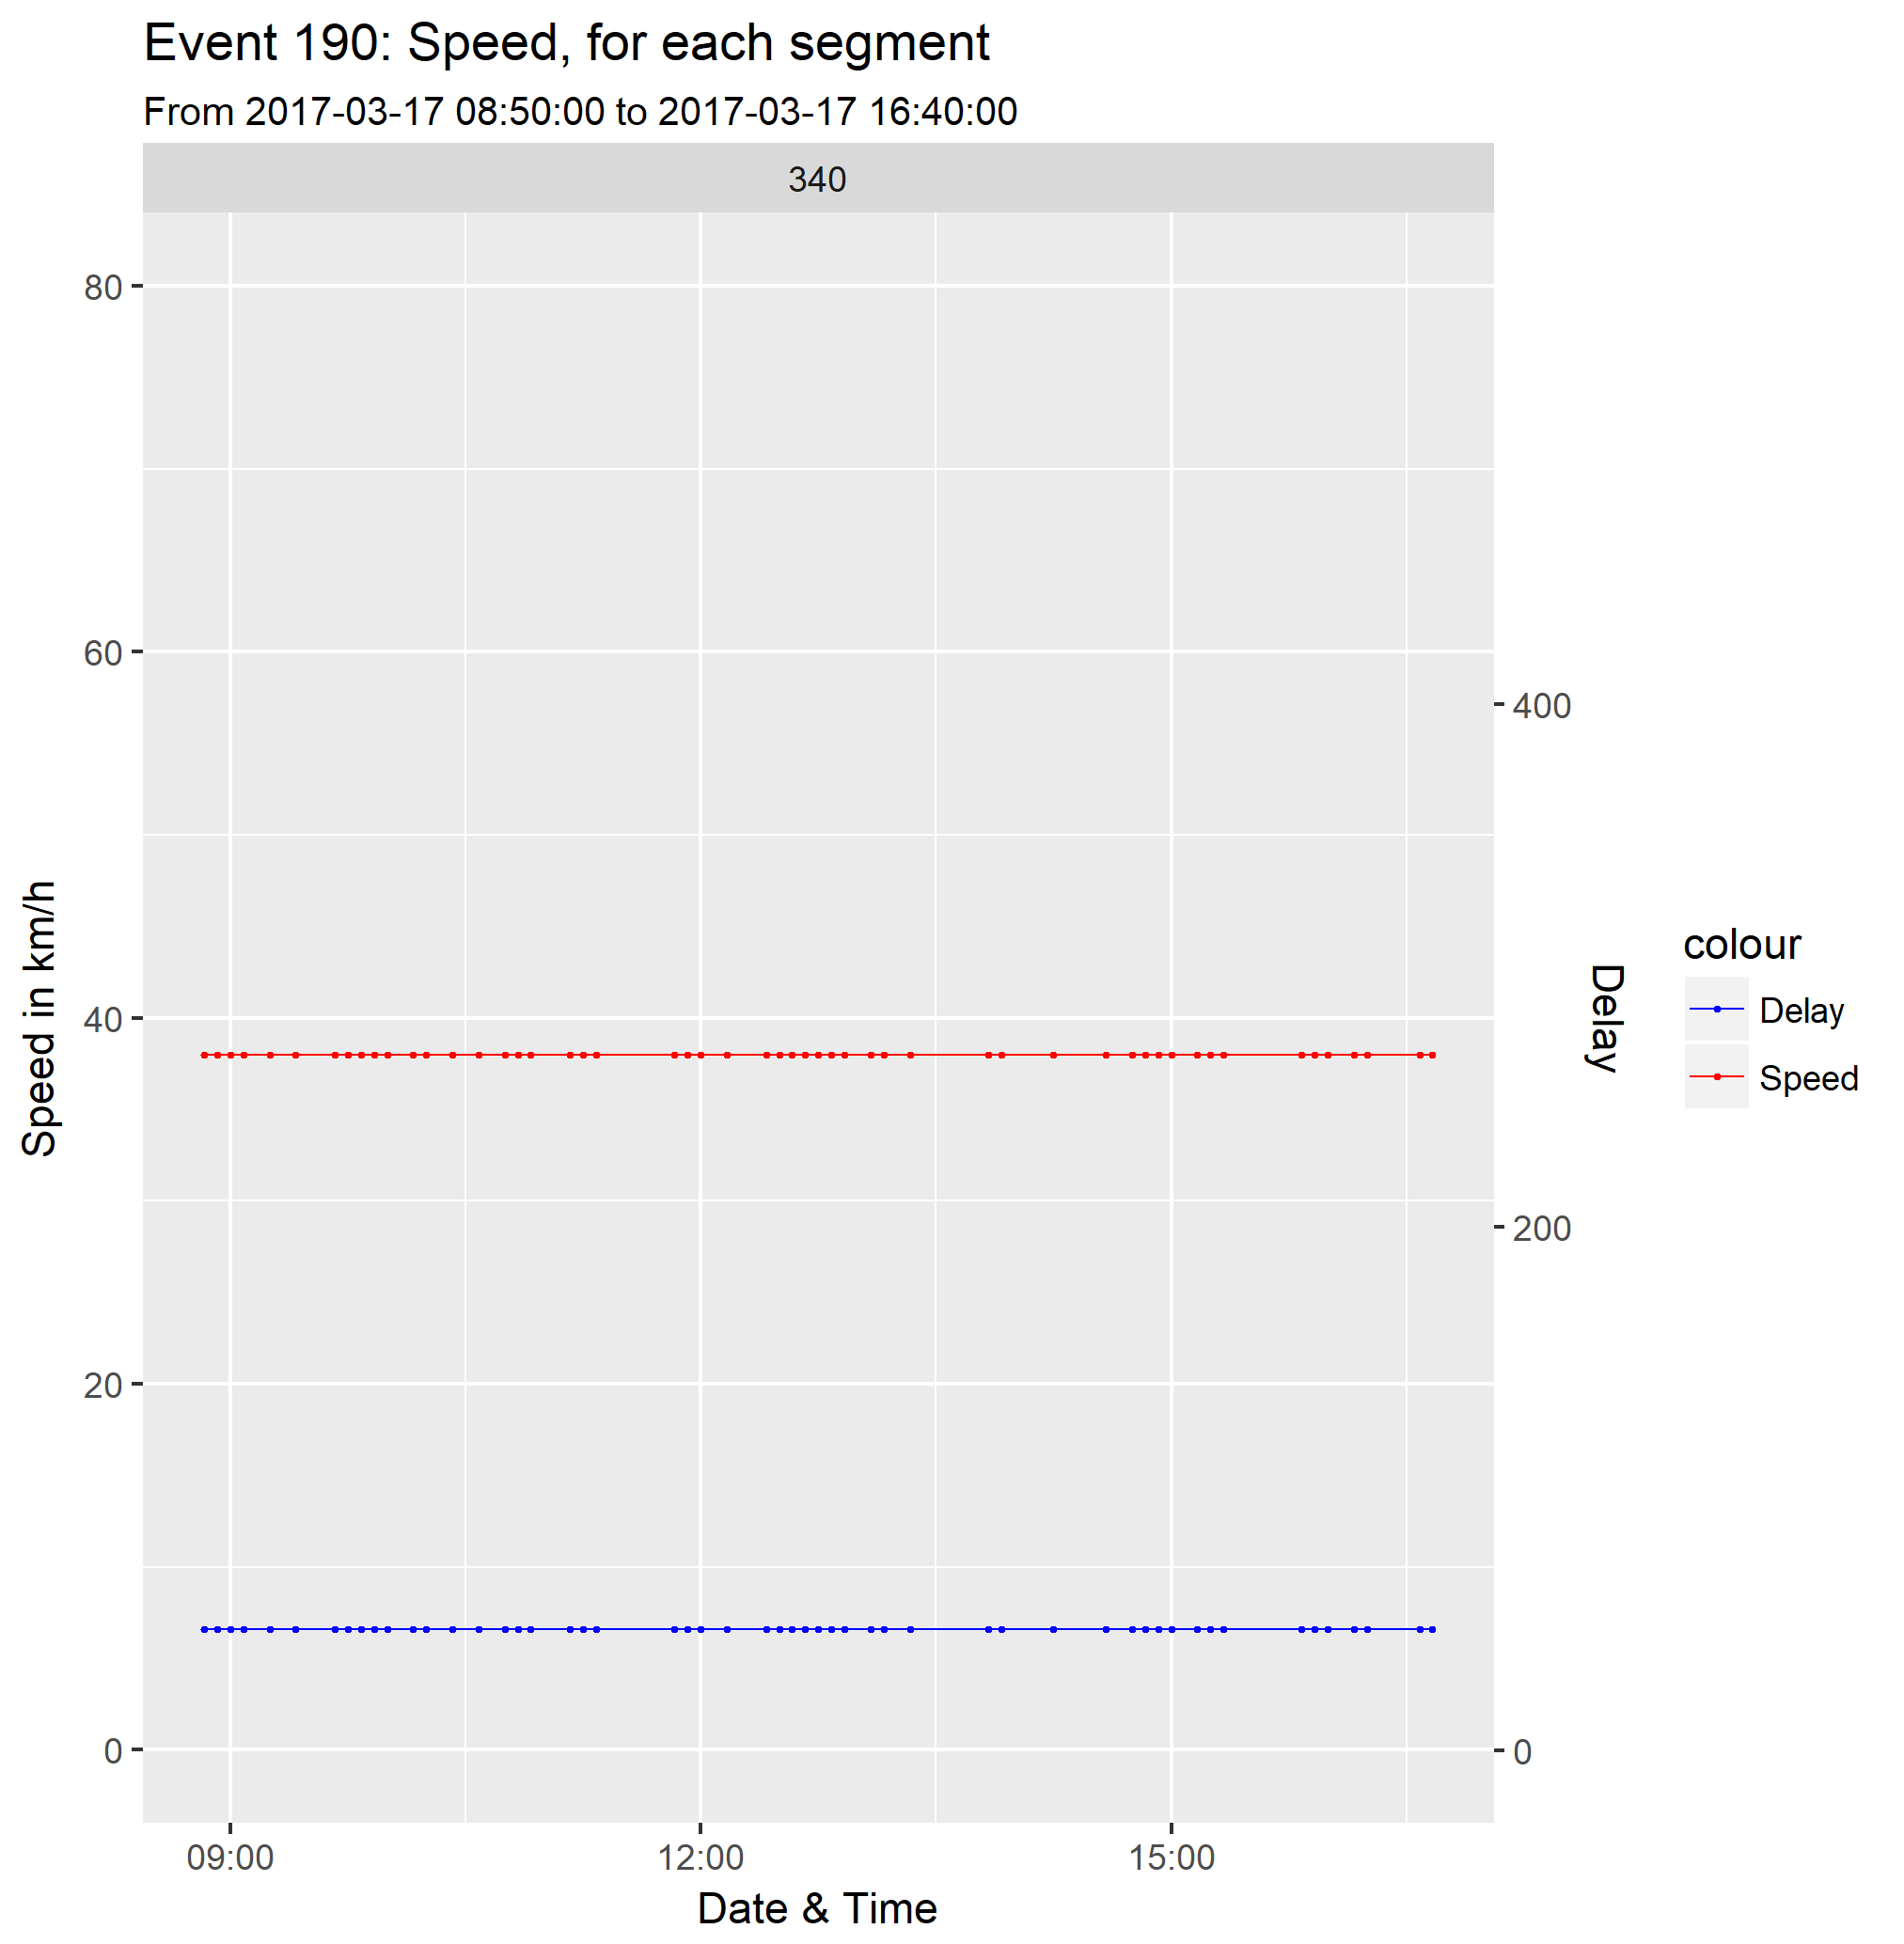 Event 190: Speed, for each segment
From 2017-03-17 08:50:00 to 2017-03-17 16:40:00
340
80
60
40
20
0
Speed in km/h
400
200
0
Delay
colour
Delay
Speed
09:00
12:00
15:00
Date & Time